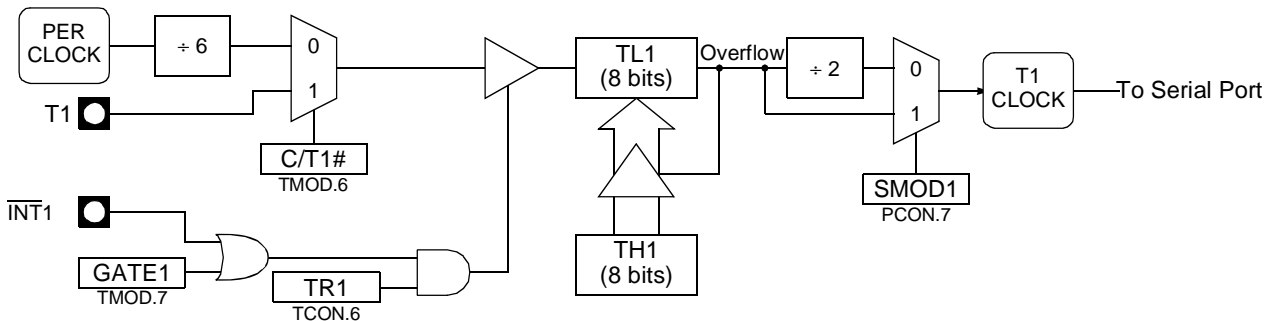 PER
CLOCK
÷ 6
0
1
T1
C/T1#
TMOD.6
INT1
GATE1
TMOD.7
TR1
TCON.6
TL1
(8 bits)
Overflow
TH1
(8 bits)
÷ 2
0
1
SMOD1
PCON.7
T1
CLOCK
To Serial Port